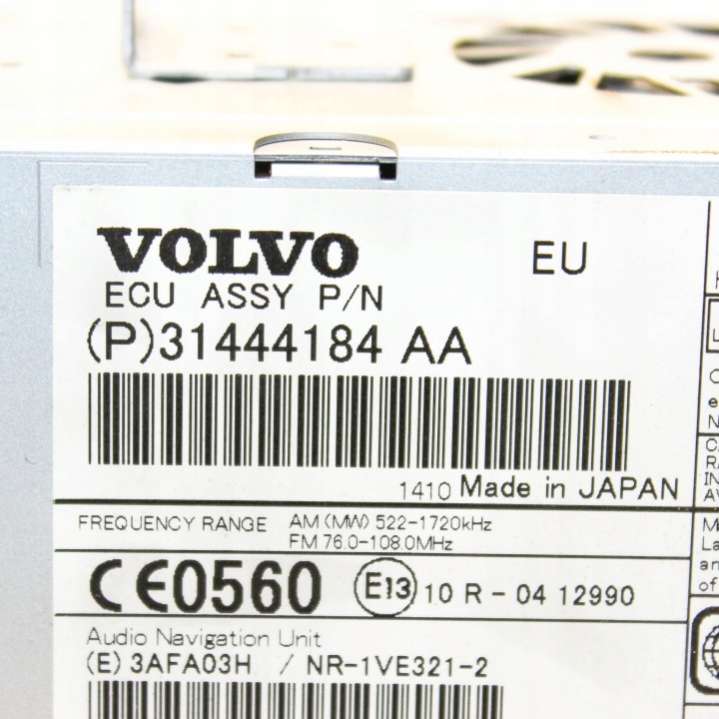 VOLVO EU
ECU ASSY P/N
(P)31444184 AA
1410 Made in JAPAN
FREQUENCY RANGE AM (MW) 522-1720kHz
FM 76.0-108.0MHz
CE0560 E13 10 R - 04 12990
Audio Navigation Unit
(E) 3AFA03H / NR-1VE321-2